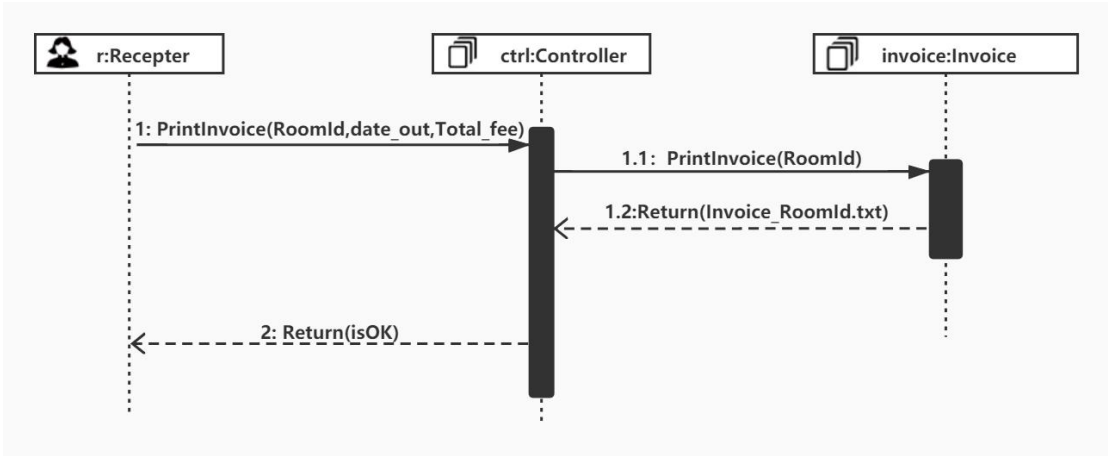 r:Recepter
ctrl:Controller
invoice:Invoice
1: PrintInvoice(RoomId,date_out,Total_fee)
1.1: PrintInvoice(RoomId)
1.2:Return(Invoice_RoomId.txt)
2: Return(isOK)